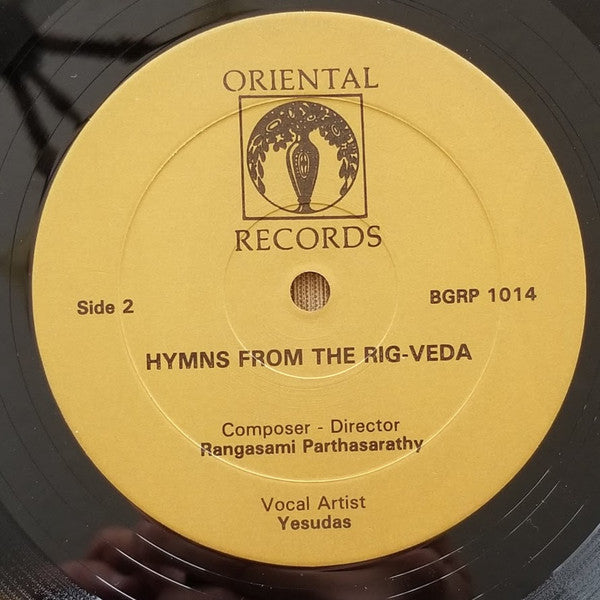 ORIENTAL
RECORDS
Side 2
BGRP 1014
HYMNS FROM THE RIG-VEDA
Composer - Director
Rangasami Parthasarathy
Vocal Artist
Yesudas